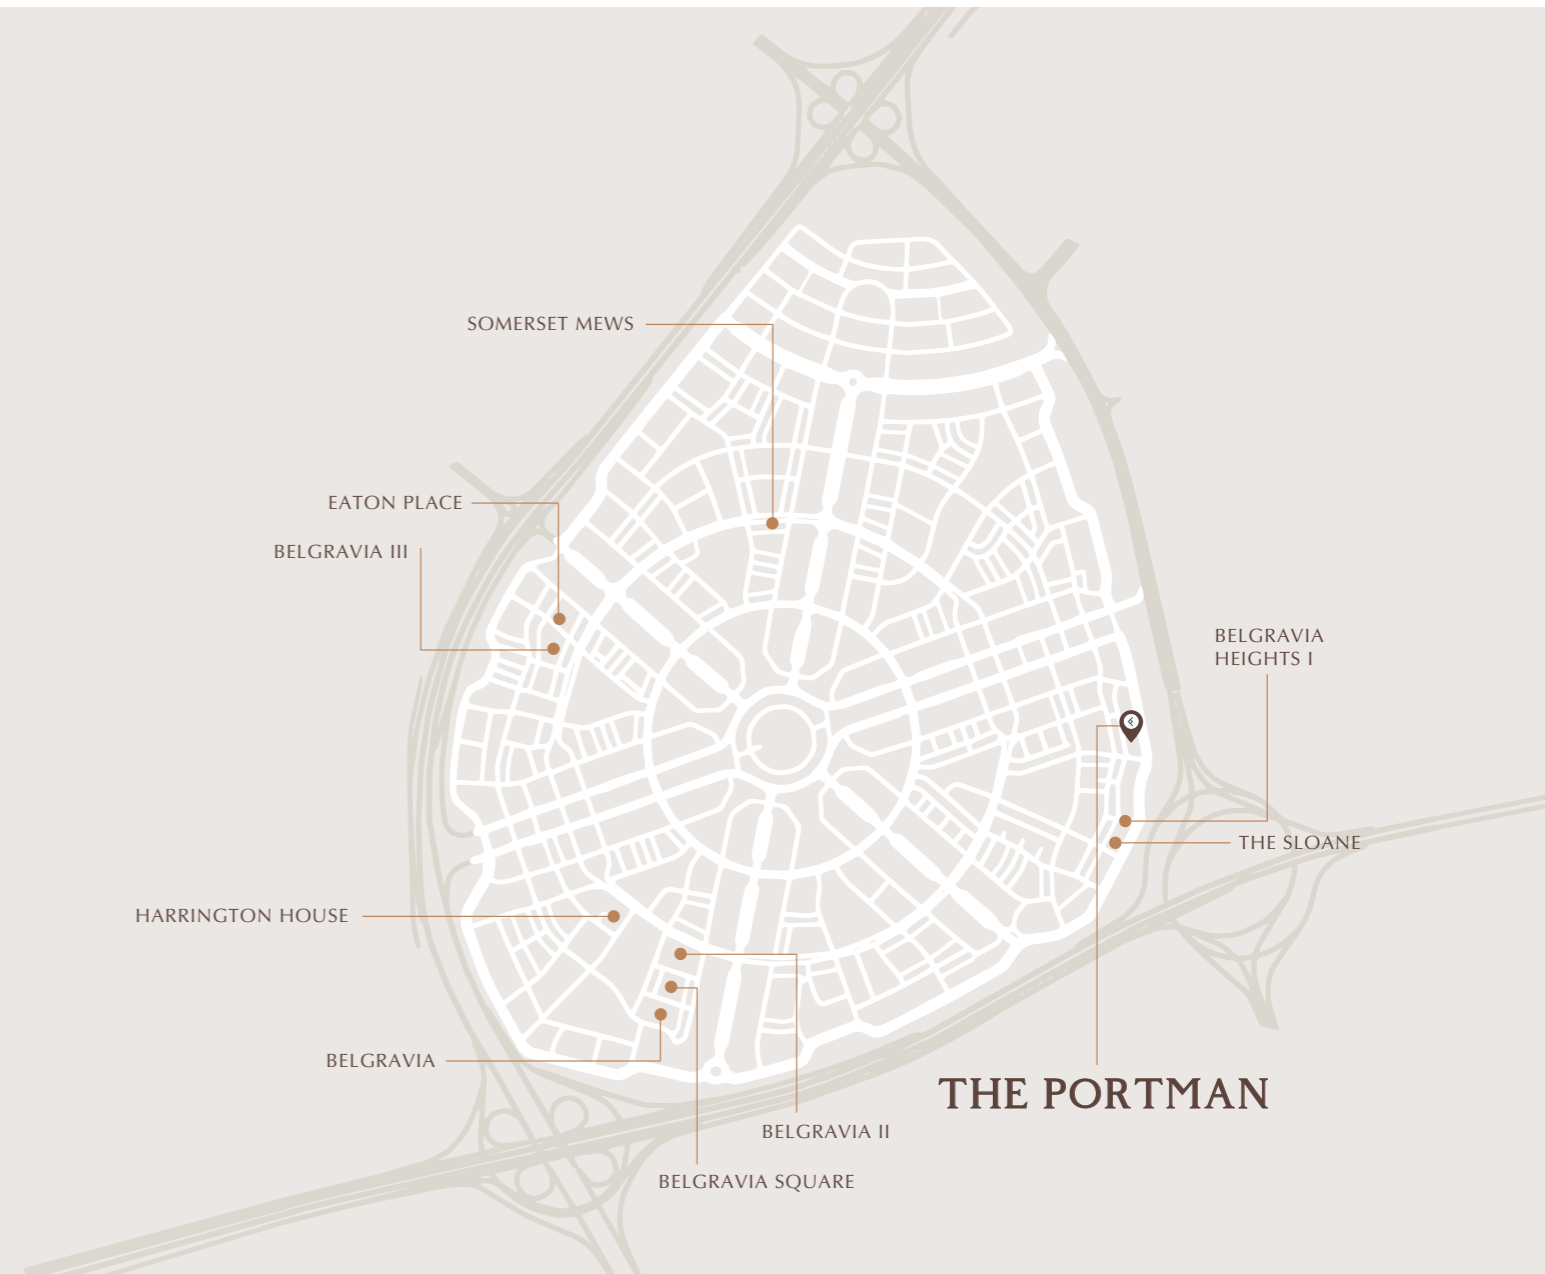 SOMERSET MEWS
EATON PLACE
BELGRAVIA III
BELGRAVIA
HEIGHTS I
THE SLOANE
HARRINGTON HOUSE
BELGRAVIA
THE PORTMAN
BELGRAVIA II
BELGRAVIA SQUARE